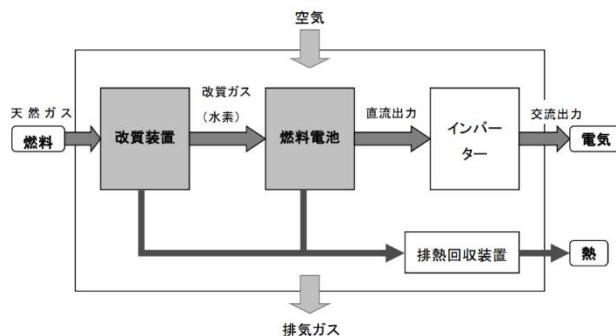 空気
天然ガス
燃料
改質装置
改質ガス
（水素）
燃料電池
直流出力
インバー
ター
交流出力
電気
排熱回収装置
熱
排気ガス